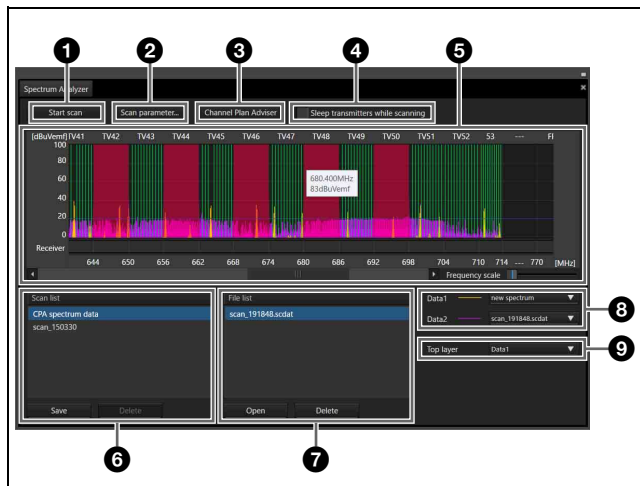 1 2 3 4 5
Spectrum Analyzer
Start scan Scan parameter... Channel Plan Adviser Sleep transmitters while scanning
[dBuVemf] TV41 TV42 TV43 TV44 TV45 TV46 TV47 TV48 TV49 TV50 TV51 TV52 53 --- FI
100
80
680.400MHz
83dBuVemf
60
40
20
0
Receiver
644 650 656 662 668 674 680 686 692 698 704 710 714 --- 770 [MHz]
Frequency scale
Scan list
CPA spectrum data
scan_150330
Save Delete
File list
scan_191848.scdat
Open Delete
Data1 new spectrum
Data2 scan_191848.scdat
8
Top layer Data1
9
6 7